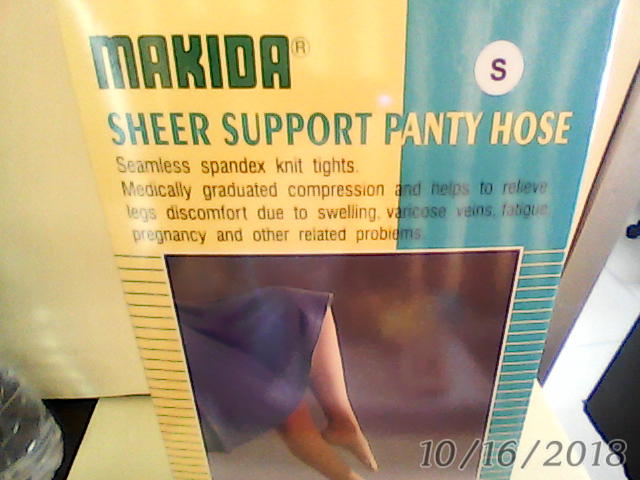 MAKIDA®
S
SHEER SUPPORT PANTY HOSE
Seamless spandex knit tights.
Medically graduated compression and helps to relieve
legs discomfort due to swelling, varicose veins, fatigue,
pregnancy and other related problems.
10/16/2018